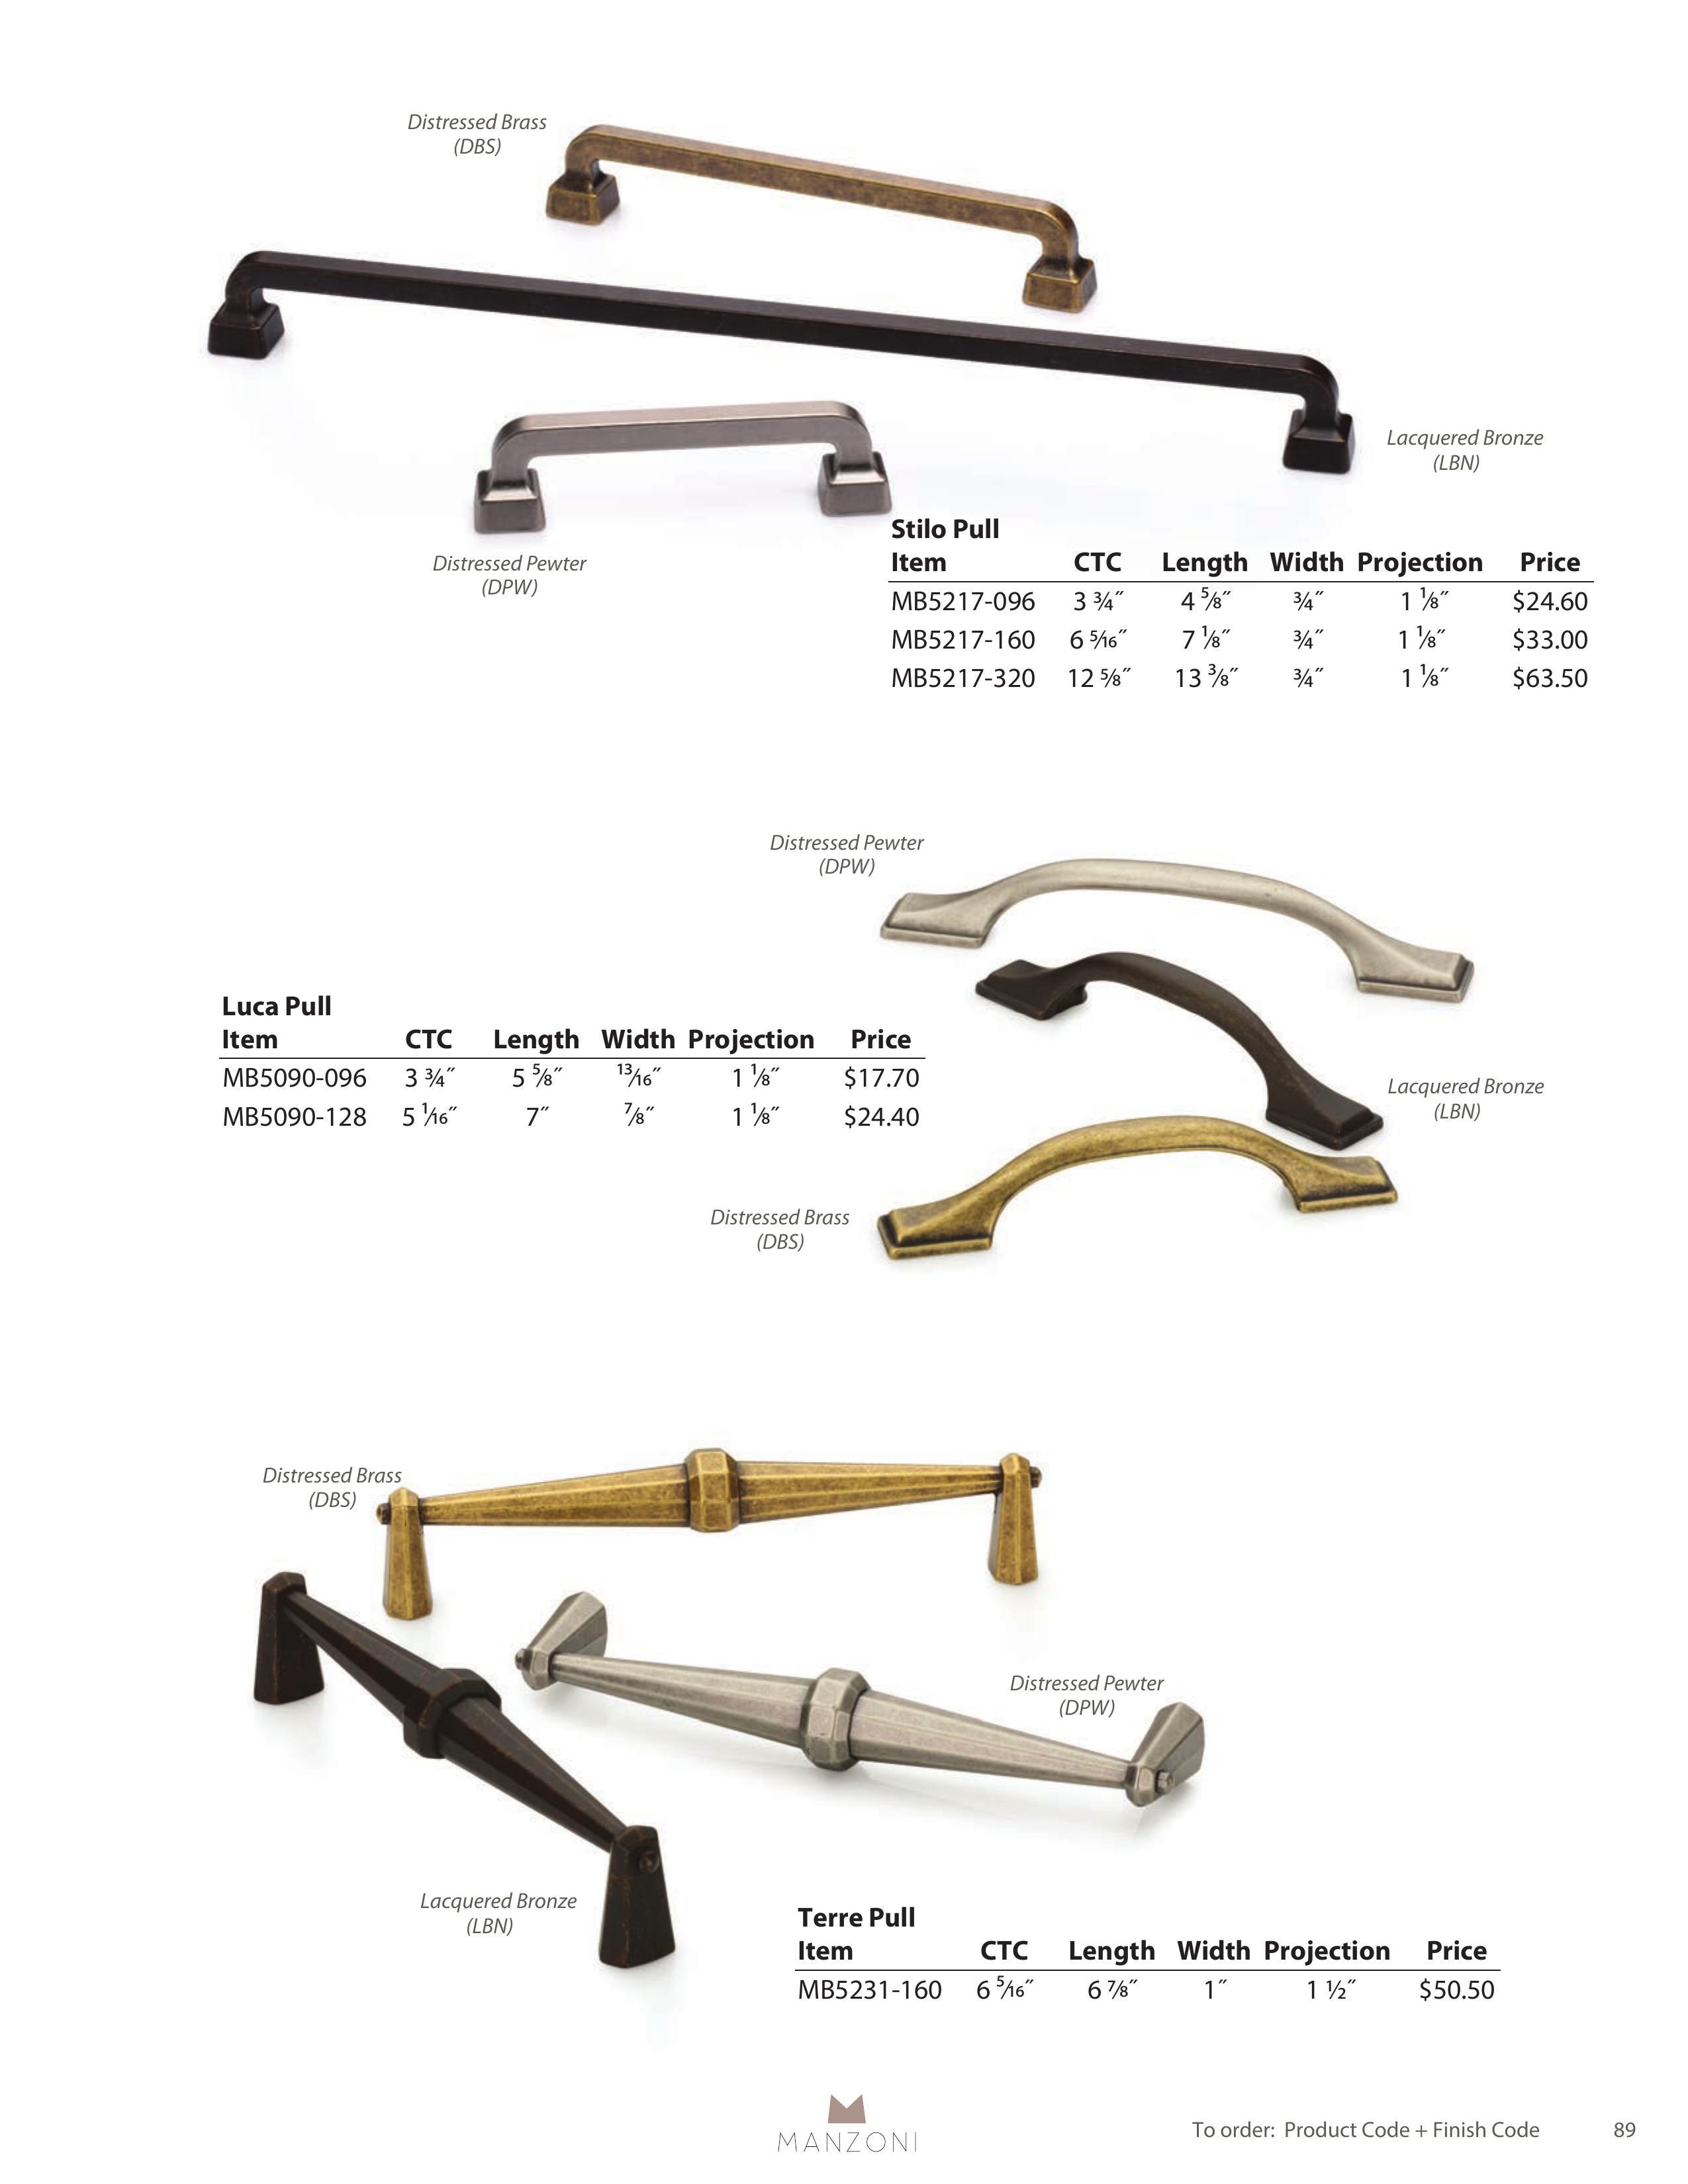 Distressed Brass
(DBS)
Lacquered Bronze
(LBN)
Distressed Pewter
(DPW)
Stilo Pull
Item CTC Length Width Projection Price
MB5217-096 3 ¾″ 4 ⅝″ ¾″ 1 ⅛″ $24.60
MB5217-160 6 5⁄16″ 7 ⅛″ ¾″ 1 ⅛″ $33.00
MB5217-320 12 ⅝″ 13 ⅜″ ¾″ 1 ⅛″ $63.50
Distressed Pewter
(DPW)
Luca Pull
Item CTC Length Width Projection Price
MB5090-096 3 ¾″ 5 ⅝″ 13⁄16″ 1 ⅛″ $17.70
MB5090-128 5 1⁄16″ 7″ ⅞″ 1 ⅛″ $24.40
Lacquered Bronze
(LBN)
Distressed Brass
(DBS)
Distressed Brass
(DBS)
Distressed Pewter
(DPW)
Lacquered Bronze
(LBN)
Terre Pull
Item CTC Length Width Projection Price
MB5231-160 6 5⁄16″ 6 ⅞″ 1″ 1 ½″ $50.50
MANZONI
To order: Product Code + Finish Code 89